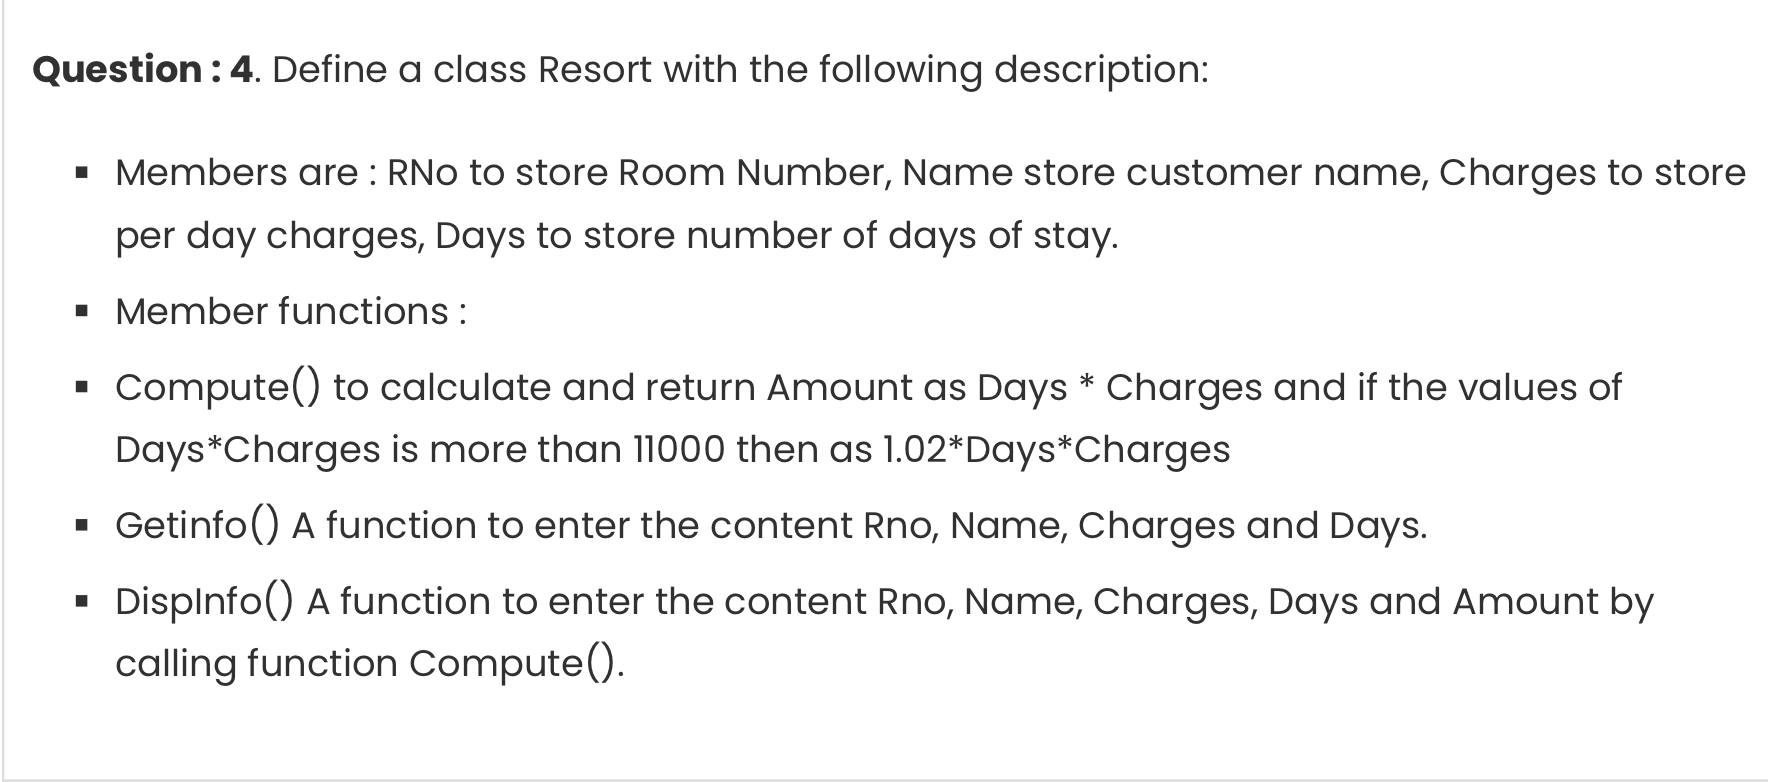 Question : 4. Define a class Resort with the following description:
▪ Members are : RNo to store Room Number, Name store customer name, Charges to store
per day charges, Days to store number of days of stay.
▪ Member functions :
▪ Compute() to calculate and return Amount as Days * Charges and if the values of
Days*Charges is more than 11000 then as 1.02*Days*Charges
▪ Getinfo() A function to enter the content Rno, Name, Charges and Days.
▪ DispInfo() A function to enter the content Rno, Name, Charges, Days and Amount by
calling function Compute().